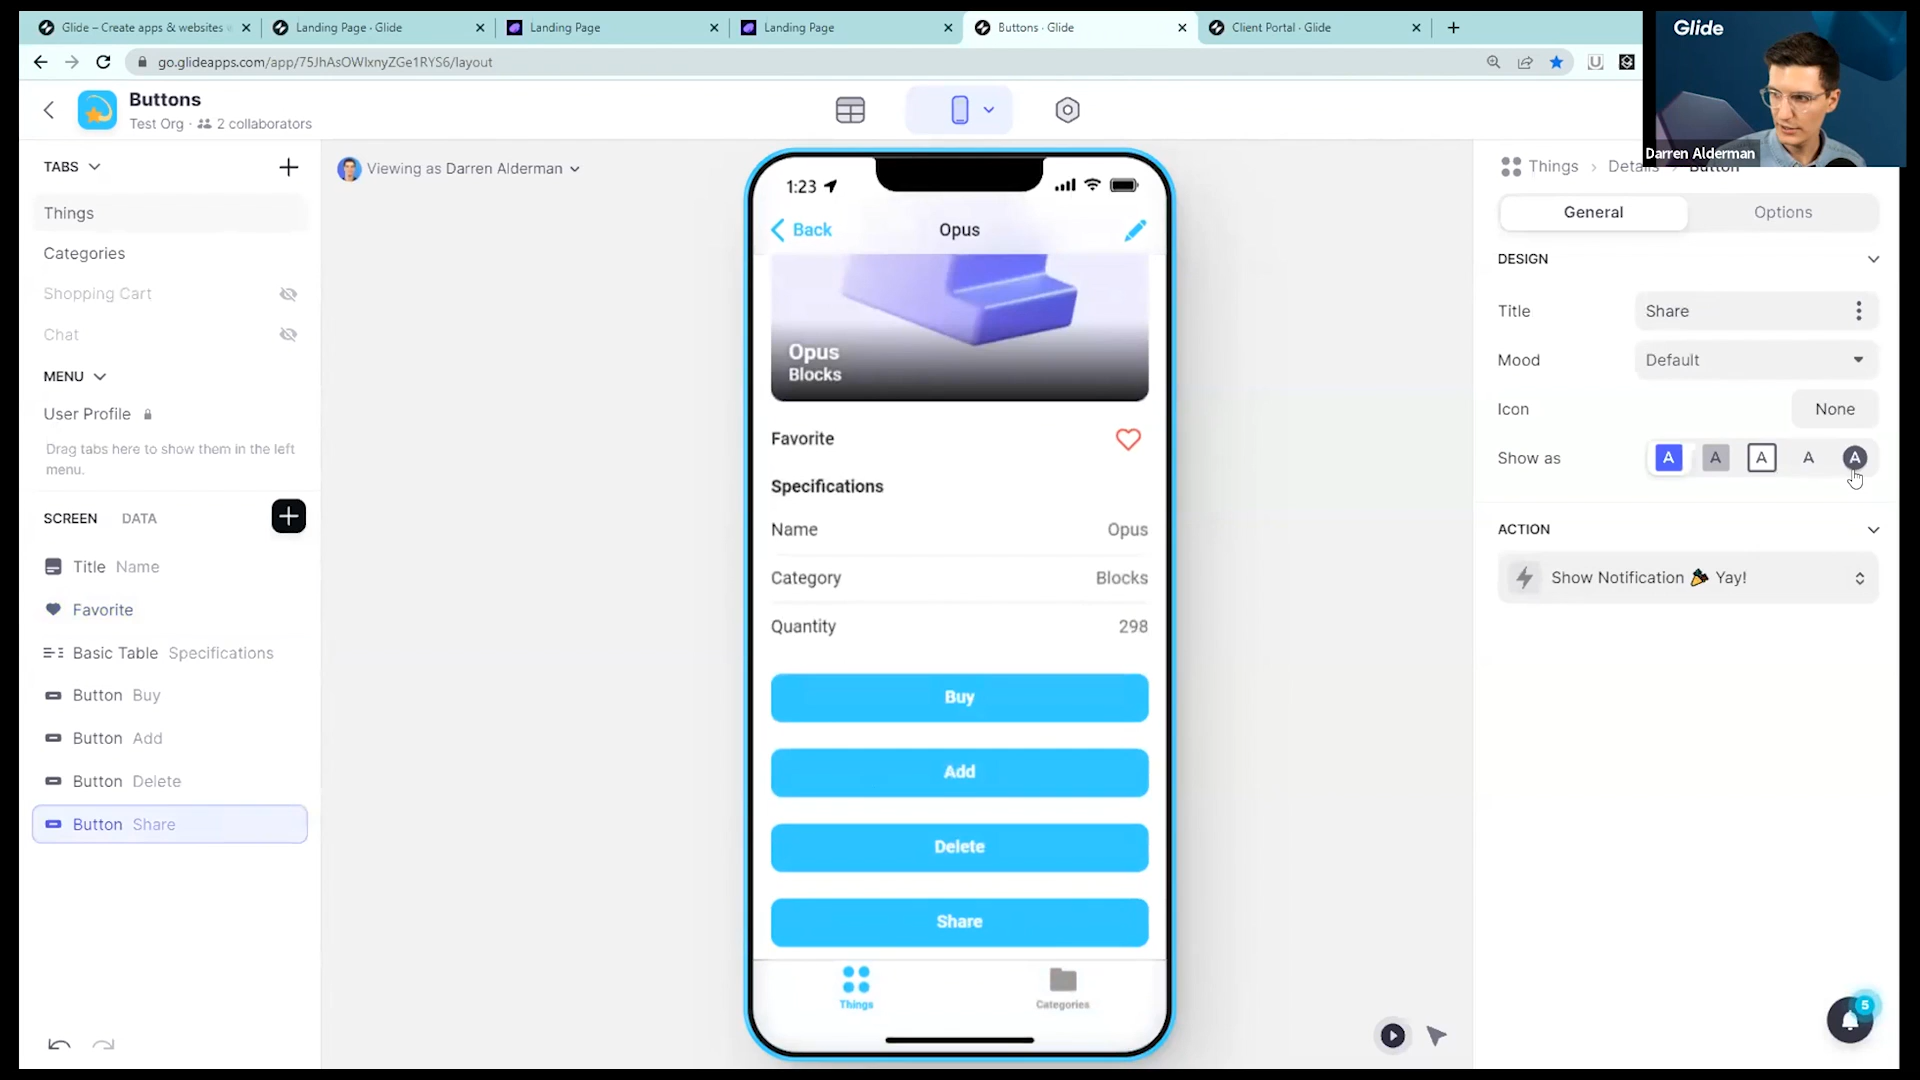 Glide – Create apps & websites
Landing Page · Glide
Landing Page
Landing Page
Buttons · Glide
Client Portal · Glide
go.glideapps.com/app/75JhAsOWlxnyZGe1RYS6/layout
Glide
Darren Alderman
Buttons
Test Org · 2 collaborators
TABS
Things
Categories
Shopping Cart
Chat
MENU
User Profile
Drag tabs here to show them in the left
menu.
SCREEN DATA
Title Name
Favorite
Basic Table Specifications
Button Buy
Button Add
Button Delete
Button Share
Viewing as Darren Alderman
1:23
Back Opus
Opus
Blocks
Favorite
Specifications
Name Opus
Category Blocks
Quantity 298
Buy
Add
Delete
Share
Things Categories
Things > Details > Button
General Options
DESIGN
Title Share
Mood Default
Icon None
Show as A A A A A
ACTION
Show Notification 🎉 Yay!
5